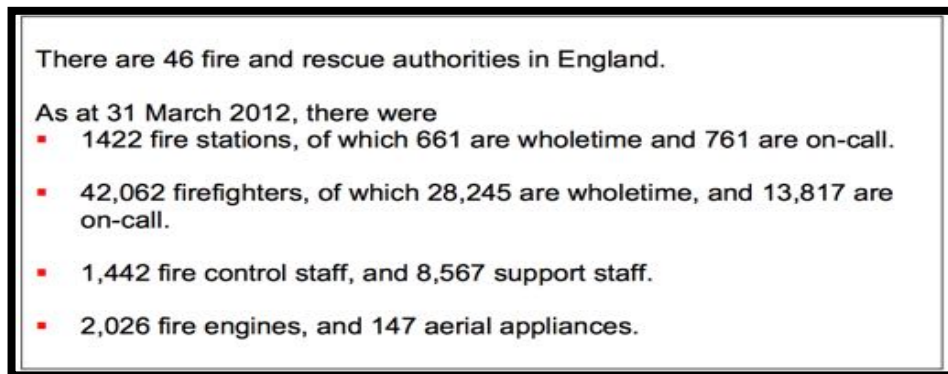 There are 46 fire and rescue authorities in England.
As at 31 March 2012, there were
▪ 1422 fire stations, of which 661 are wholetime and 761 are on-call.
▪ 42,062 firefighters, of which 28,245 are wholetime, and 13,817 are
on-call.
▪ 1,442 fire control staff, and 8,567 support staff.
▪ 2,026 fire engines, and 147 aerial appliances.